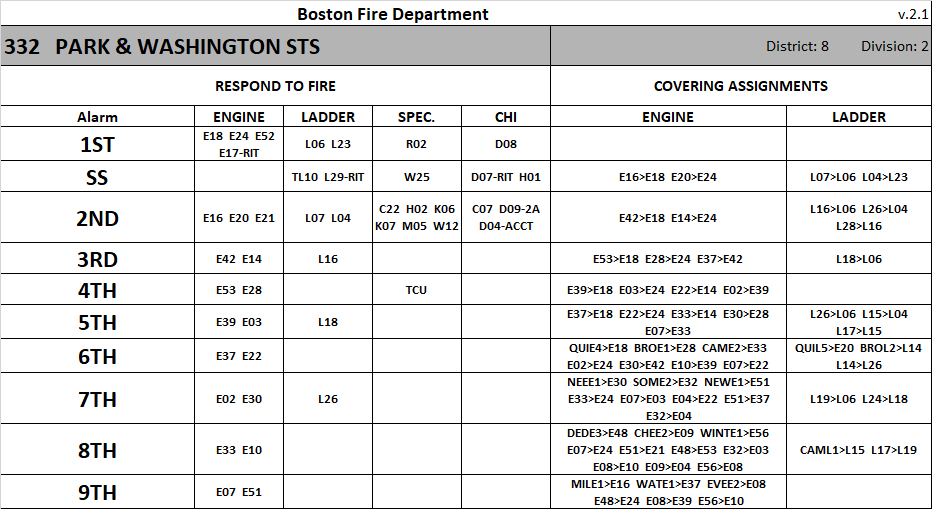 Boston Fire Department v.2.1
332 PARK & WASHINGTON STS District: 8 Division: 2
RESPOND TO FIRE COVERING ASSIGNMENTS
Alarm ENGINE LADDER SPEC. CHI ENGINE LADDER
1ST
E18 E24 E52
E17-RIT
L06 L23
R02
D08
SS
TL10 L29-RIT
W25
D07-RIT H01
E16>E18 E20>E24
L07>L06 L04>L23
2ND
E16 E20 E21
L07 L04
C22 H02 K06
K07 M05 W12
C07 D09-2A
D04-ACCT
E42>E18 E14>E24
L16>L06 L26>L04
L28>L16
3RD
E42 E14
L16
E53>E18 E28>E24 E37>E42
L18>L06
4TH
E53 E28
TCU
E39>E18 E03>E24 E22>E14 E02>E39
5TH
E39 E03
L18
E37>E18 E22>E24 E33>E14 E30>E28
E07>E33
L26>L06 L15>L04
L17>L15
6TH
E37 E22
QUIE4>E18 BROE1>E28 CAME2>E33
E02>E24 E30>E42 E10>E39 E07>E22
QUIL5>E20 BROL2>L14
L14>L26
7TH
E02 E30
L26
NEEE1>E30 SOME2>E32 NEWE1>E51
E33>E24 E07>E03 E04>E22 E51>E37
E32>E04
L19>L06 L24>L18
8TH
E33 E10
DEDE3>E48 CHEE2>E09 WINTE1>E56
E07>E24 E51>E21 E48>E53 E32>E03
E08>E10 E09>E04 E56>E08
CAML1>L15 L17>L19
9TH
E07 E51
MILE1>E16 WATE1>E37 EVEE2>E08
E48>E24 E08>E39 E56>E10